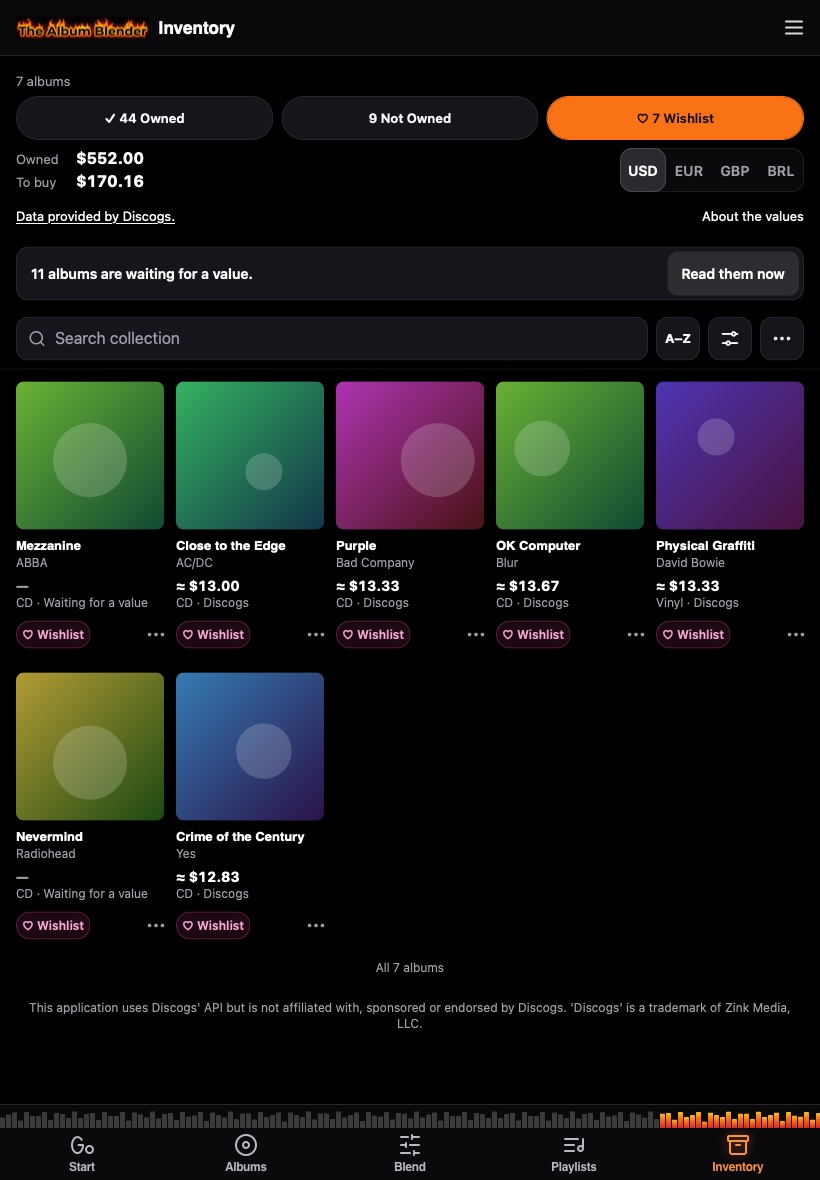 The Album Blender Inventory
7 albums
✓ 44 Owned 9 Not Owned ♡ 7 Wishlist
Owned $552.00
To buy $170.16
USD EUR GBP BRL
Data provided by Discogs. About the values
11 albums are waiting for a value. Read them now
Search collection A–Z
Mezzanine Close to the Edge Purple OK Computer Physical Graffiti
ABBA AC/DC Bad Company Blur David Bowie
— ≈ $13.00 ≈ $13.33 ≈ $13.67 ≈ $13.33
CD · Waiting for a value CD · Discogs CD · Discogs CD · Discogs Vinyl · Discogs
♡ Wishlist ♡ Wishlist ♡ Wishlist ♡ Wishlist ♡ Wishlist
Nevermind Crime of the Century
Radiohead Yes
— ≈ $12.83
CD · Waiting for a value CD · Discogs
♡ Wishlist ♡ Wishlist
All 7 albums
This application uses Discogs' API but is not affiliated with, sponsored or endorsed by Discogs. 'Discogs' is a trademark of Zink Media,
LLC.
Go
Start Albums Blend Playlists Inventory